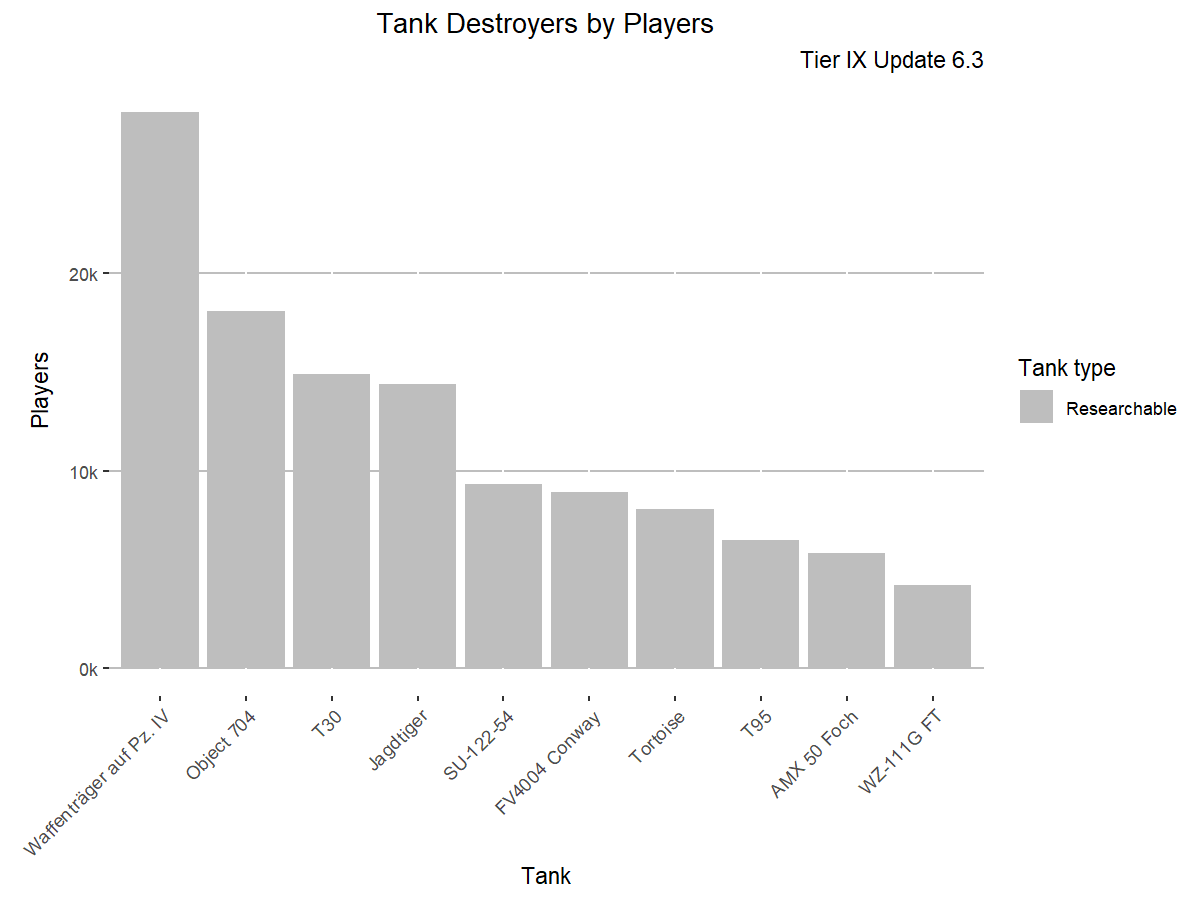 Tank Destroyers by Players
Tier IX Update 6.3
Players
20k
10k
0k
Waffenträger auf Pz. IV
Object 704
T30
Jagdtiger
SU-122-54
FV4004 Conway
Tortoise
T95
AMX 50 Foch
WZ-111G FT
Tank
Tank type
Researchable